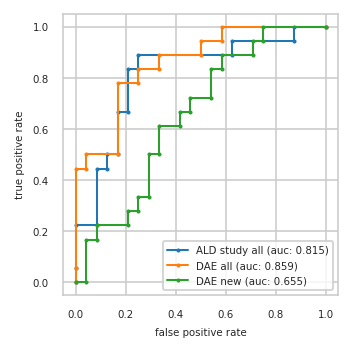 1.0
0.8
0.6
0.4
0.2
0.0
true positive rate
ALD study all (auc: 0.815)
DAE all (auc: 0.859)
DAE new (auc: 0.655)
0.0 0.2 0.4 0.6 0.8 1.0
false positive rate